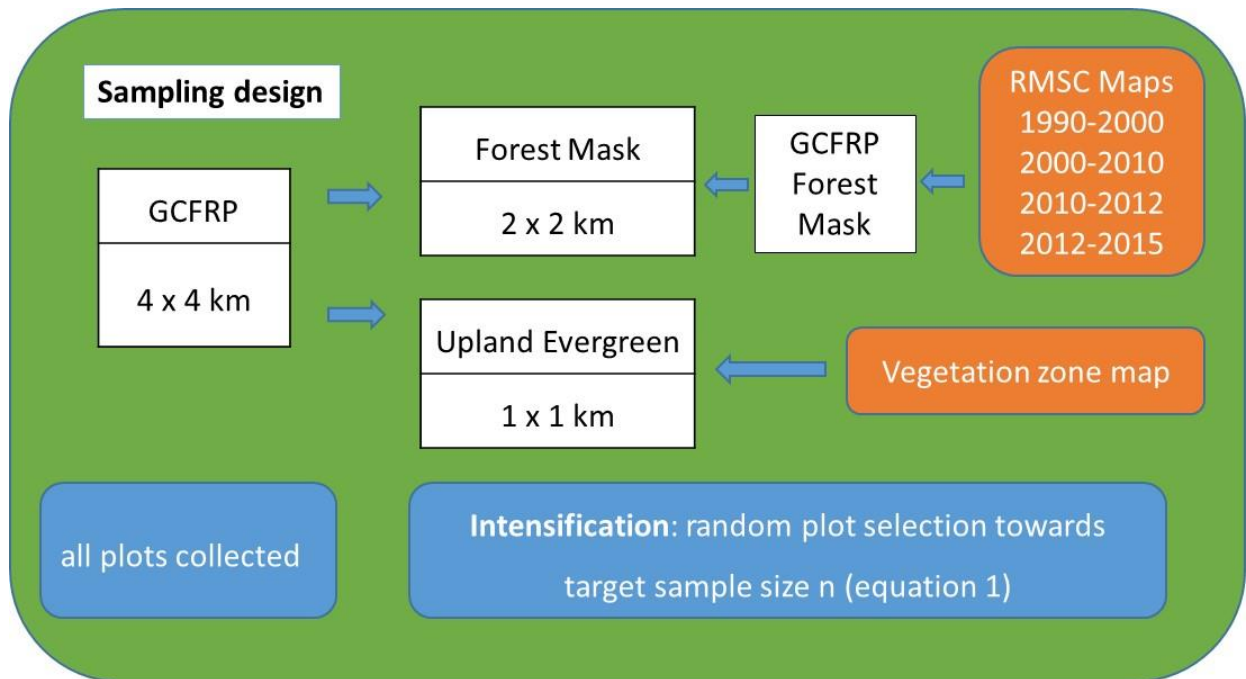 Sampling design
GCFRP
4 x 4 km
Forest Mask
2 x 2 km
GCFRP
Forest
Mask
RMSC Maps
1990-2000
2000-2010
2010-2012
2012-2015
Upland Evergreen
1 x 1 km
Vegetation zone map
all plots collected
Intensification: random plot selection towards
target sample size n (equation 1)